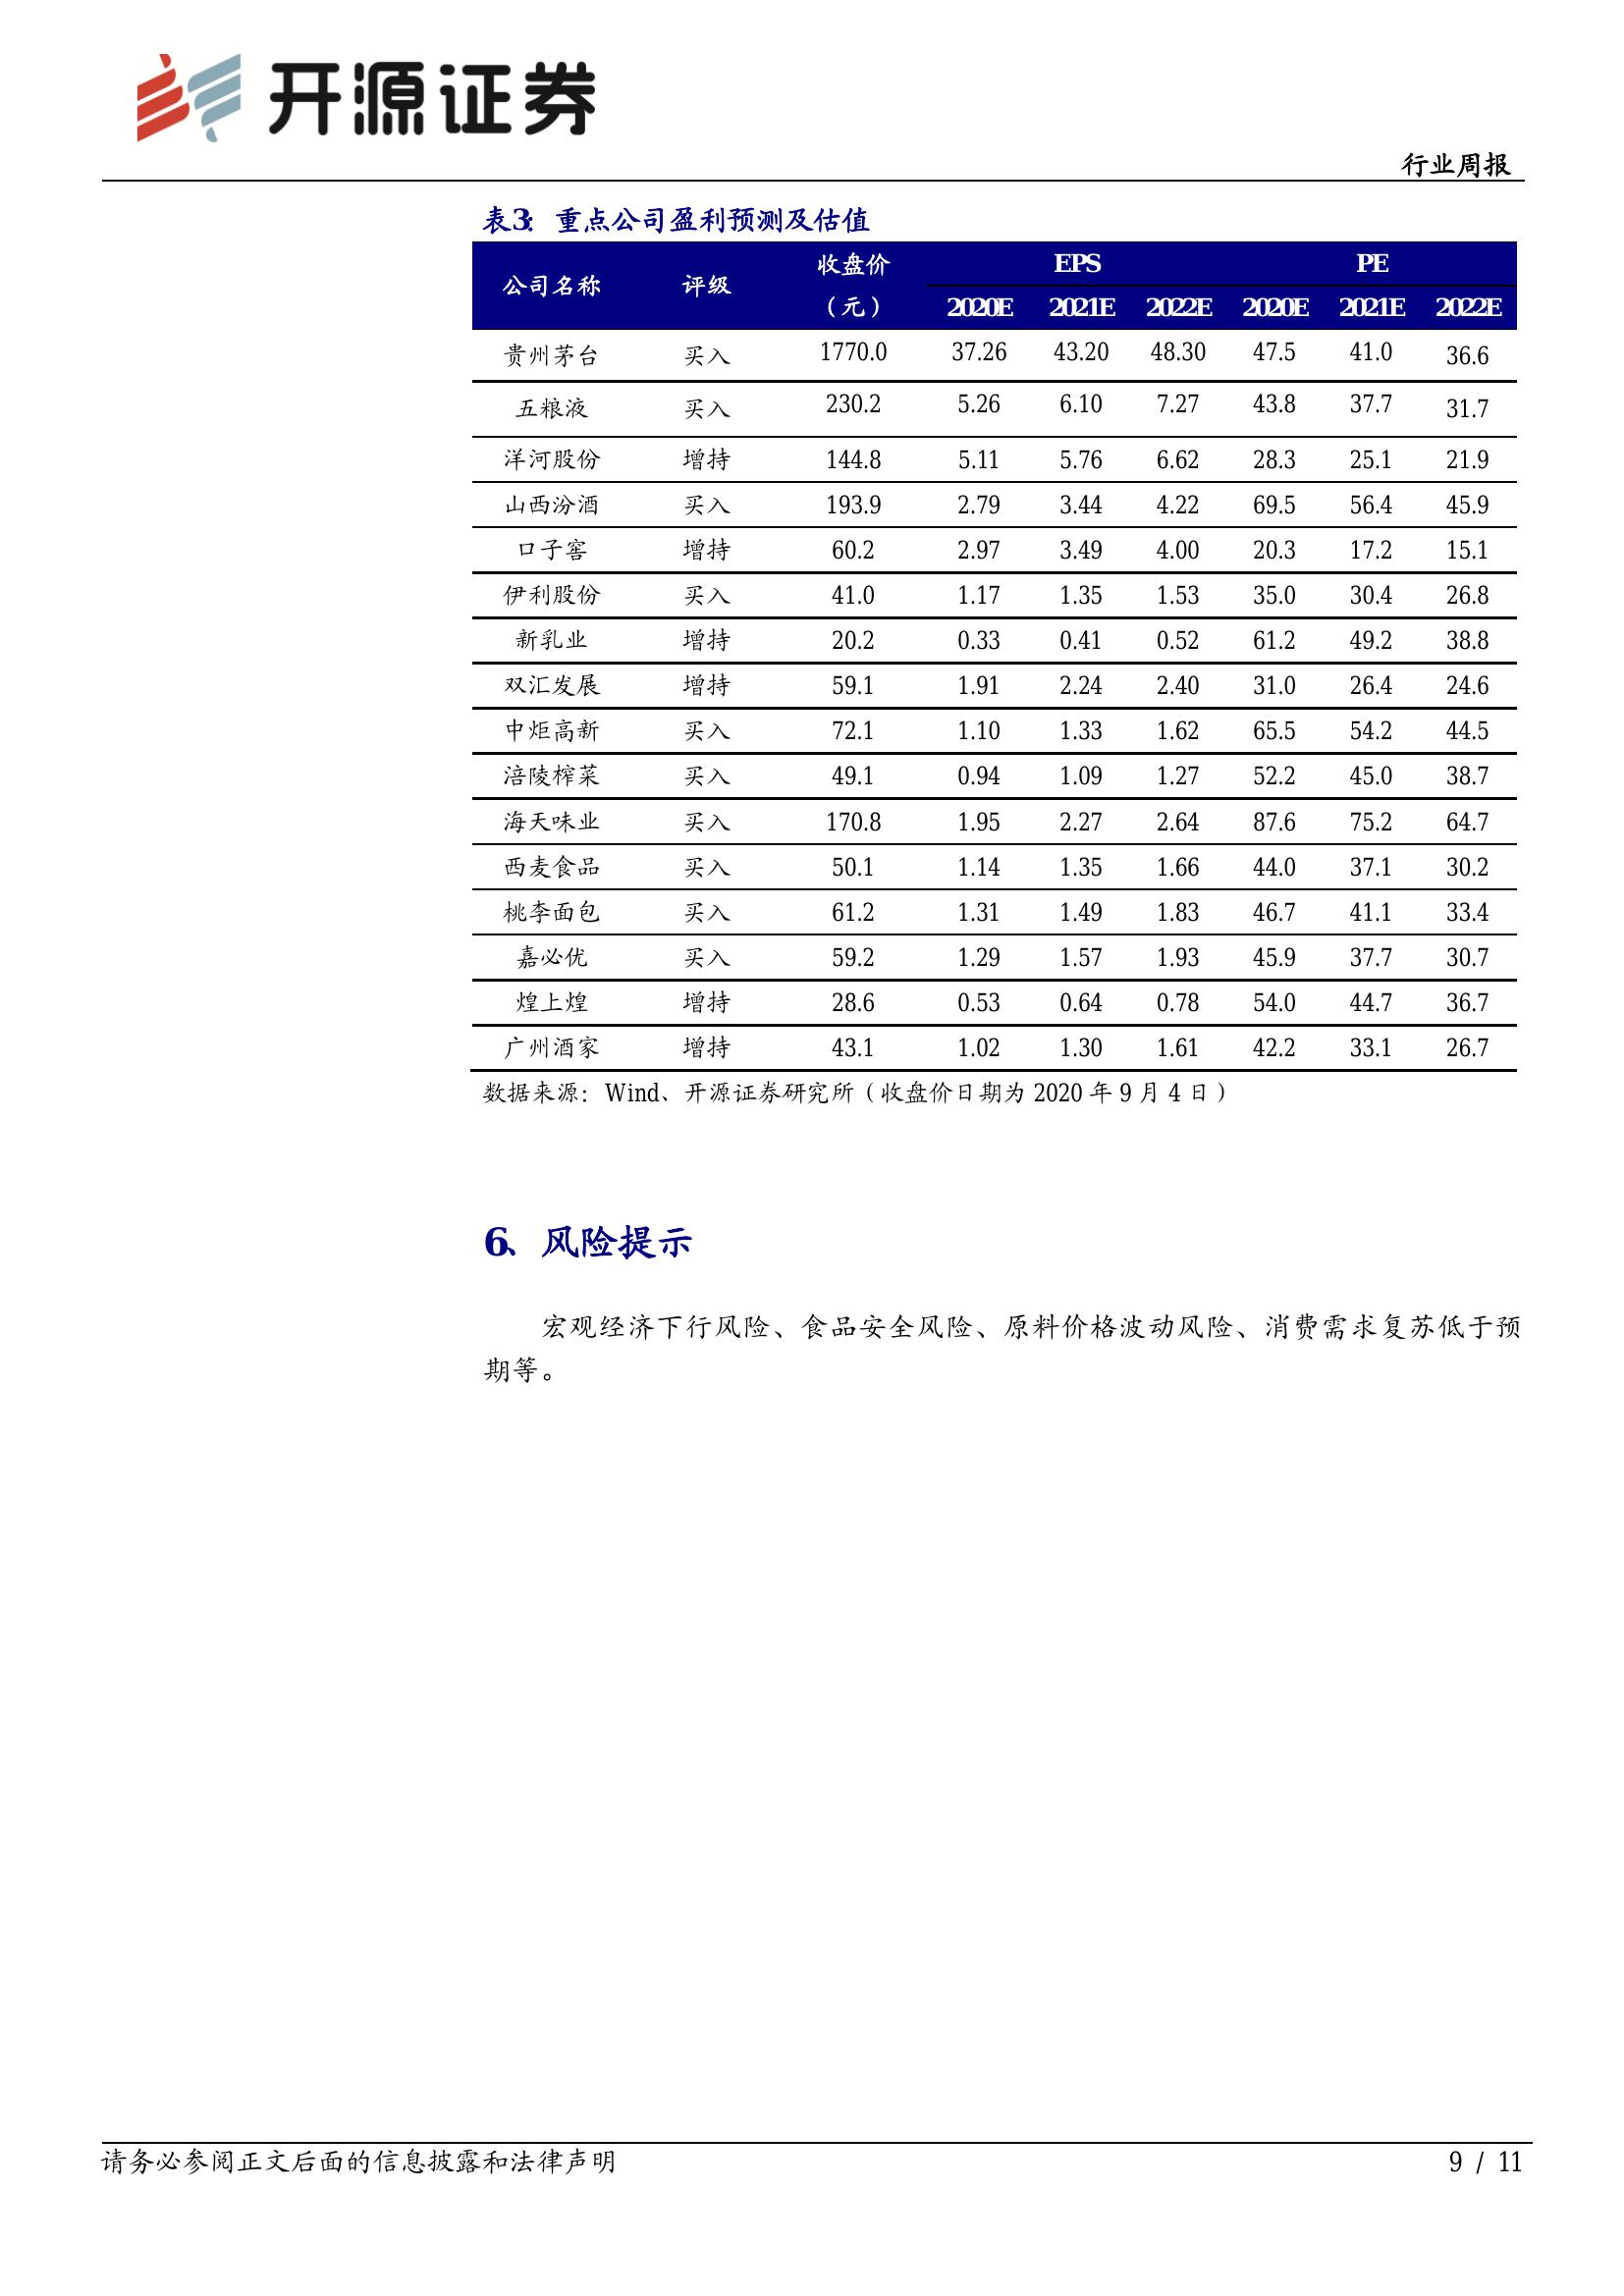 开源证券
行业周报
表3：重点公司盈利预测及估值
公司名称 评级 收盘价（元） EPS PE
2020E 2021E 2022E 2020E 2021E 2022E
贵州茅台 买入 1770.0 37.26 43.20 48.30 47.5 41.0 36.6
五粮液 买入 230.2 5.26 6.10 7.27 43.8 37.7 31.7
洋河股份 增持 144.8 5.11 5.76 6.62 28.3 25.1 21.9
山西汾酒 买入 193.9 2.79 3.44 4.22 69.5 56.4 45.9
口子窖 增持 60.2 2.97 3.49 4.00 20.3 17.2 15.1
伊利股份 买入 41.0 1.17 1.35 1.53 35.0 30.4 26.8
新乳业 增持 20.2 0.33 0.41 0.52 61.2 49.2 38.8
双汇发展 增持 59.1 1.91 2.24 2.40 31.0 26.4 24.6
中炬高新 买入 72.1 1.10 1.33 1.62 65.5 54.2 44.5
涪陵榨菜 买入 49.1 0.94 1.09 1.27 52.2 45.0 38.7
海天味业 买入 170.8 1.95 2.27 2.64 87.6 75.2 64.7
西麦食品 买入 50.1 1.14 1.35 1.66 44.0 37.1 30.2
桃李面包 买入 61.2 1.31 1.49 1.83 46.7 41.1 33.4
嘉必优 买入 59.2 1.29 1.57 1.93 45.9 37.7 30.7
煌上煌 增持 28.6 0.53 0.64 0.78 54.0 44.7 36.7
广州酒家 增持 43.1 1.02 1.30 1.61 42.2 33.1 26.7
数据来源：Wind、开源证券研究所（收盘价日期为 2020 年 9 月 4 日）
6、风险提示
宏观经济下行风险、食品安全风险、原料价格波动风险、消费需求复苏低于预
期等。
请务必参阅正文后面的信息披露和法律声明 9 / 11